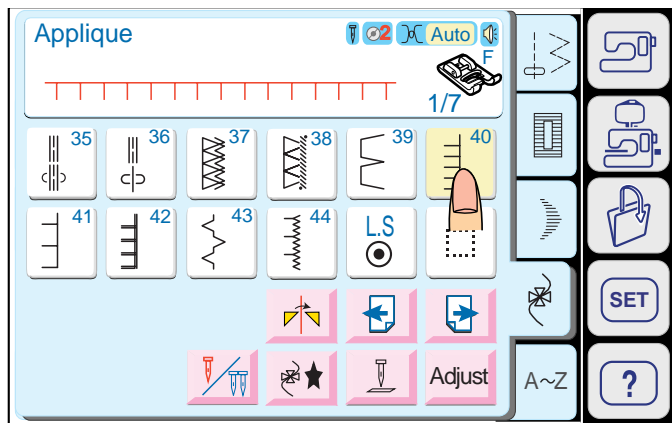 Applique
2 Auto
F
1/7
35 36 37 38 39 40
41 42 43 44 L.S
Adjust
A~Z
SET
?